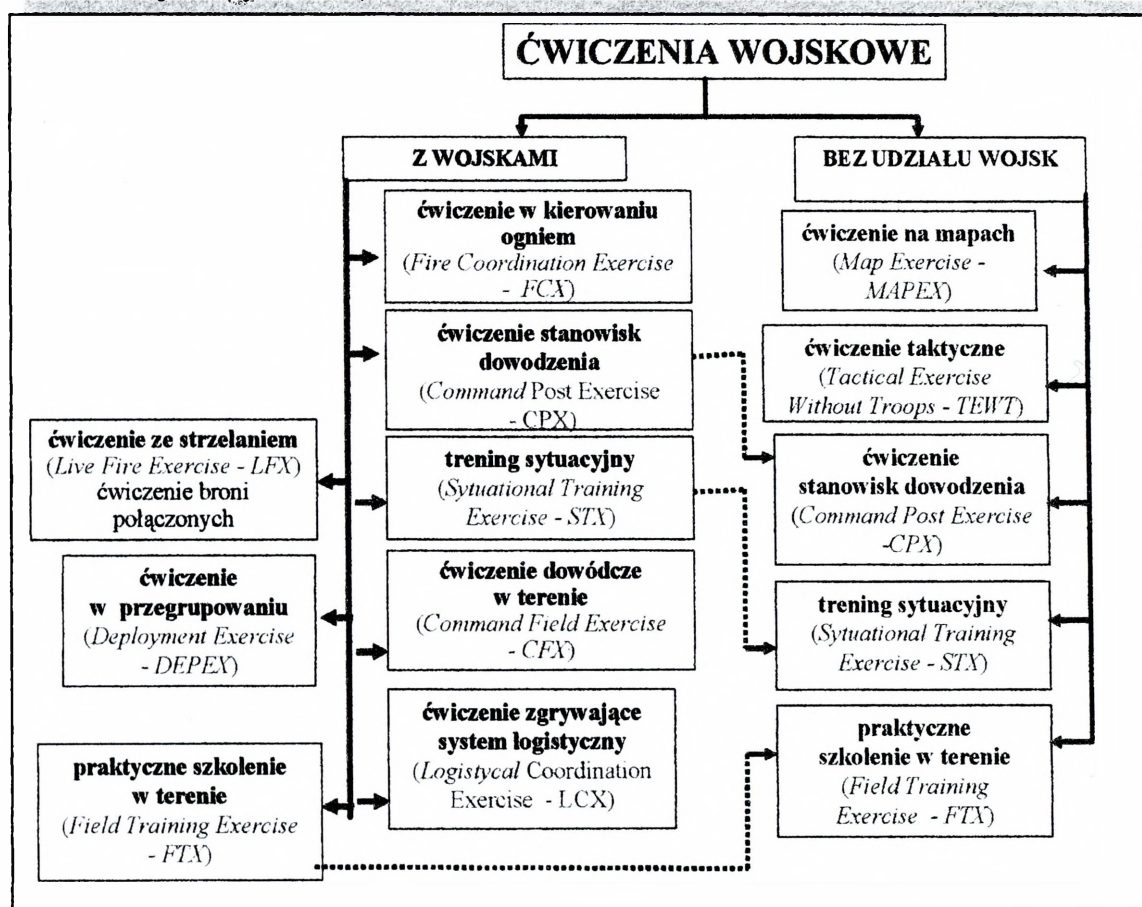 ĆWICZENIA WOJSKOWE
Z WOJSKAMI
BEZ UDZIAŁU WOJSK
ćwiczenie w kierowaniu
ogniem
(Fire Coordination Exercise
- FCX)
ćwiczenie stanowisk
dowodzenia
(Command Post Exercise
-CPX)
trening sytuacyjny
(Sytuational Training
Exercise - STX)
ćwiczenie dowódcze
w terenie
(Command Field Exercise
- CFX)
ćwiczenie zgrywające
system logistyczny
(Logistycal Coordination
Exercise - LCX)
ćwiczenie ze strzelaniem
(Live Fire Exercise - LFX)
ćwiczenie broni
połączonych
ćwiczenie
w przegrupowaniu
(Deployment Exercise
- DEPEX)
praktyczne szkolenie
w terenie
(Field Training Exercise
- FTX)
ćwiczenie na mapach
(Map Exercise -
MAPEX)
ćwiczenie taktyczne
(Tactical Exercise
Without Troops - TEWT)
ćwiczenie
stanowisk dowodzenia
(Command Post Exercise
-CPX)
trening sytuacyjny
(Sytuational Training
Exercise - STX)
praktyczne
szkolenie w terenie
(Field Training
Exercise - FTX)